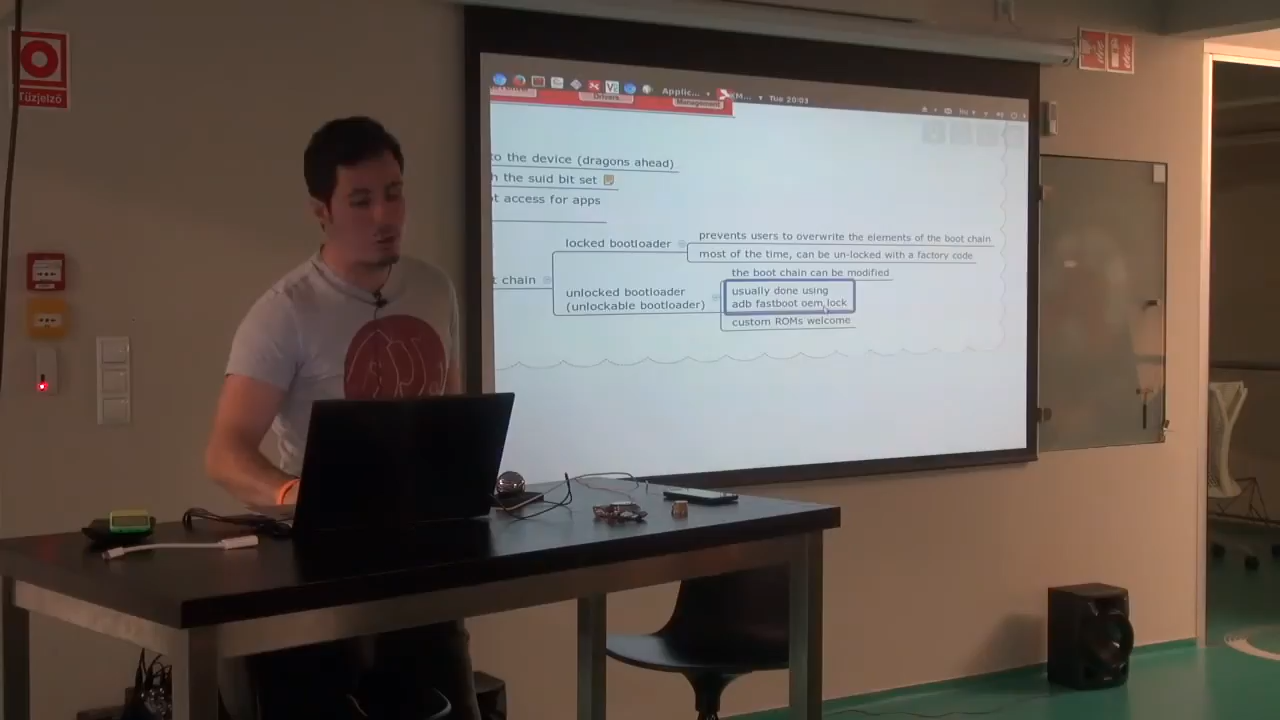 Tűzjelző
Applic...
Tue 20:03
Drivers
Management
to the device (dragons ahead)
h the suid bit set
ot access for apps
locked bootloader
prevents users to overwrite the elements of the boot chain
most of the time, can be un-locked with a factory code
t chain
unlocked bootloader
(unlockable bootloader)
the boot chain can be modified
usually done using
adb fastboot oem lock
custom ROMs welcome